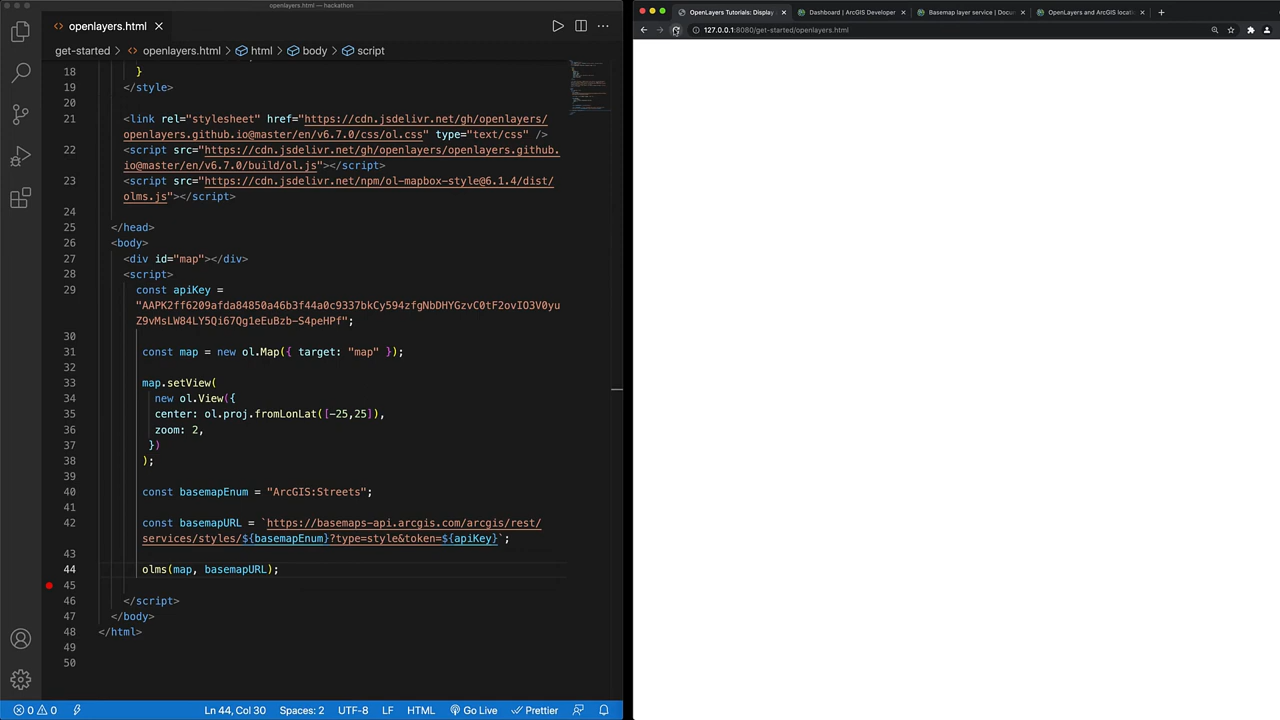 openlayers.html — hackathon
openlayers.html
get-started > openlayers.html > html > body > script
18 }
19 </style>
20
21 <link rel="stylesheet" href="https://cdn.jsdelivr.net/gh/openlayers/
openlayers.github.io@master/en/v6.7.0/css/ol.css" type="text/css" />
22 <script src="https://cdn.jsdelivr.net/gh/openlayers/openlayers.github.
io@master/en/v6.7.0/build/ol.js"></script>
23 <script src="https://cdn.jsdelivr.net/npm/ol-mapbox-style@6.1.4/dist/
olms.js"></script>
24
25 </head>
26 <body>
27 <div id="map"></div>
28 <script>
29 const apiKey =
"AAPK2ff6209afda84850a46b3f44a0c9337bkCy594zfgNbDHYGzvC0tF2ovIO3V0yu
Z9vMsLW84LY5Qi67Qg1eEuBzb-S4peHPf";
30
31 const map = new ol.Map({ target: "map" });
32
33 map.setView(
34 new ol.View({
35 center: ol.proj.fromLonLat([-25,25]),
36 zoom: 2,
37 })
38 );
39
40 const basemapEnum = "ArcGIS:Streets";
41
42 const basemapURL = `https://basemaps-api.arcgis.com/arcgis/rest/
services/styles/${basemapEnum}?type=style&token=${apiKey}`;
43
44 olms(map, basemapURL);
45
46 </script>
47 </body>
48 </html>
49
50
0 0 Ln 44, Col 30 Spaces: 2 UTF-8 LF HTML Go Live Prettier
OpenLayers Tutorials: Display Dashboard | ArcGIS Developer Basemap layer service | Docum OpenLayers and ArcGIS locati
127.0.0.1:8080/get-started/openlayers.html